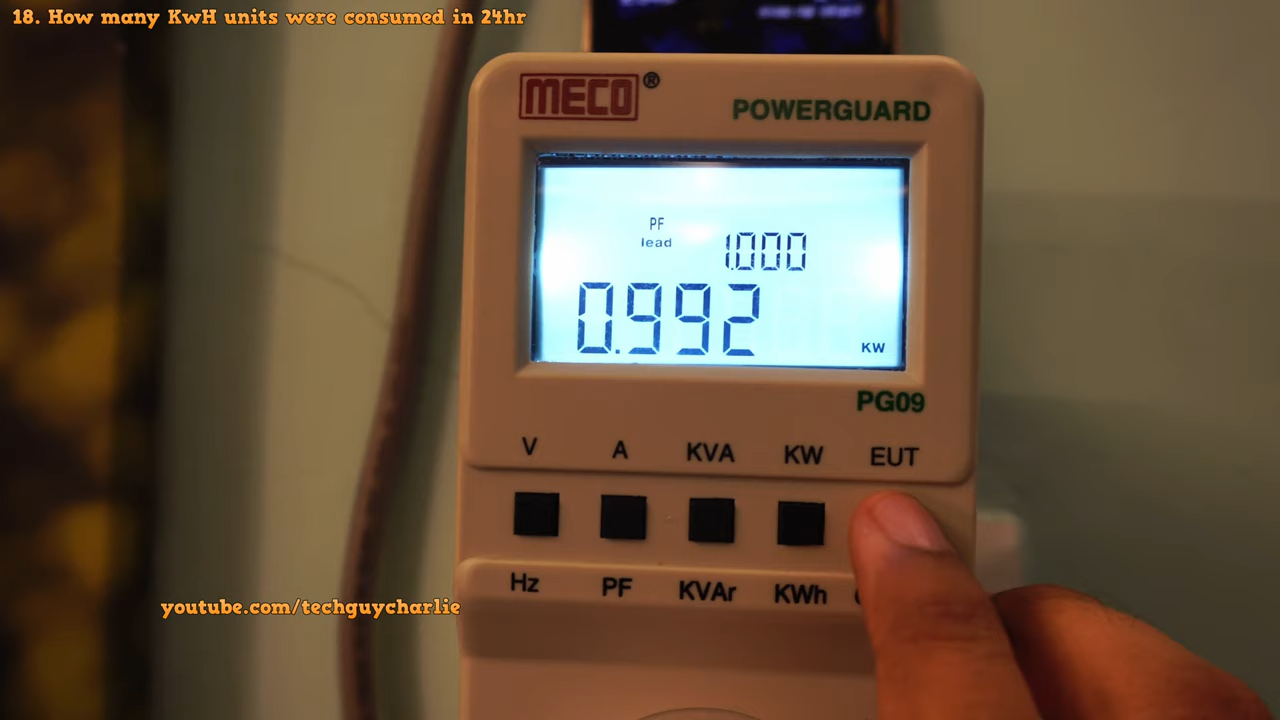 18. How many KwH units were consumed in 24hr
MECO ®
POWERGUARD
PF
lead
1.000
0.992
KW
PG09
V A KVA KW EUT
Hz PF KVAr KWh
youtube.com/techguycharlie